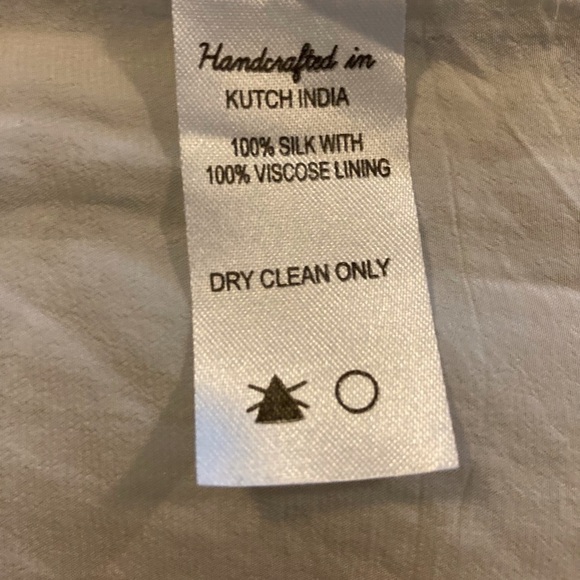 Handcrafted in
KUTCH INDIA
100% SILK WITH
100% VISCOSE LINING
DRY CLEAN ONLY